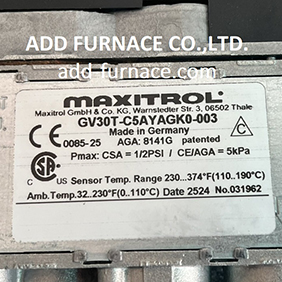 ADD FURNACE CO.,LTD.
add-furnace.com
MAXITROL®
Maxitrol GmbH & Co. KG, Warnstedter Str. 3, 06502 Thale
GV30T-C5AYAGK0-003
Made in Germany
CE 0085-25 AGA: 8141G patented
Pmax: CSA = 1/2PSI / CE/AGA = 5kPa
US Sensor Temp. Range 230...374°F(110...190°C)
Amb.Temp.32..230°F(0..110°C) Date 2524 No.031962